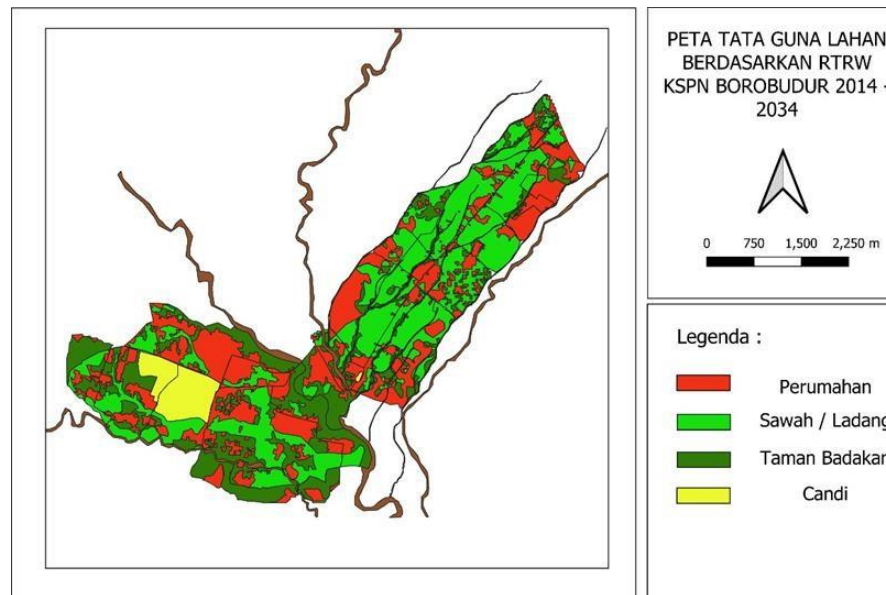 PETA TATA GUNA LAHAN
BERDASARKAN RTRW
KSPN BOROBUDUR 2014 -
2034
0 750 1,500 2,250 m
Legenda :
Perumahan
Sawah / Ladang
Taman Badakan
Candi